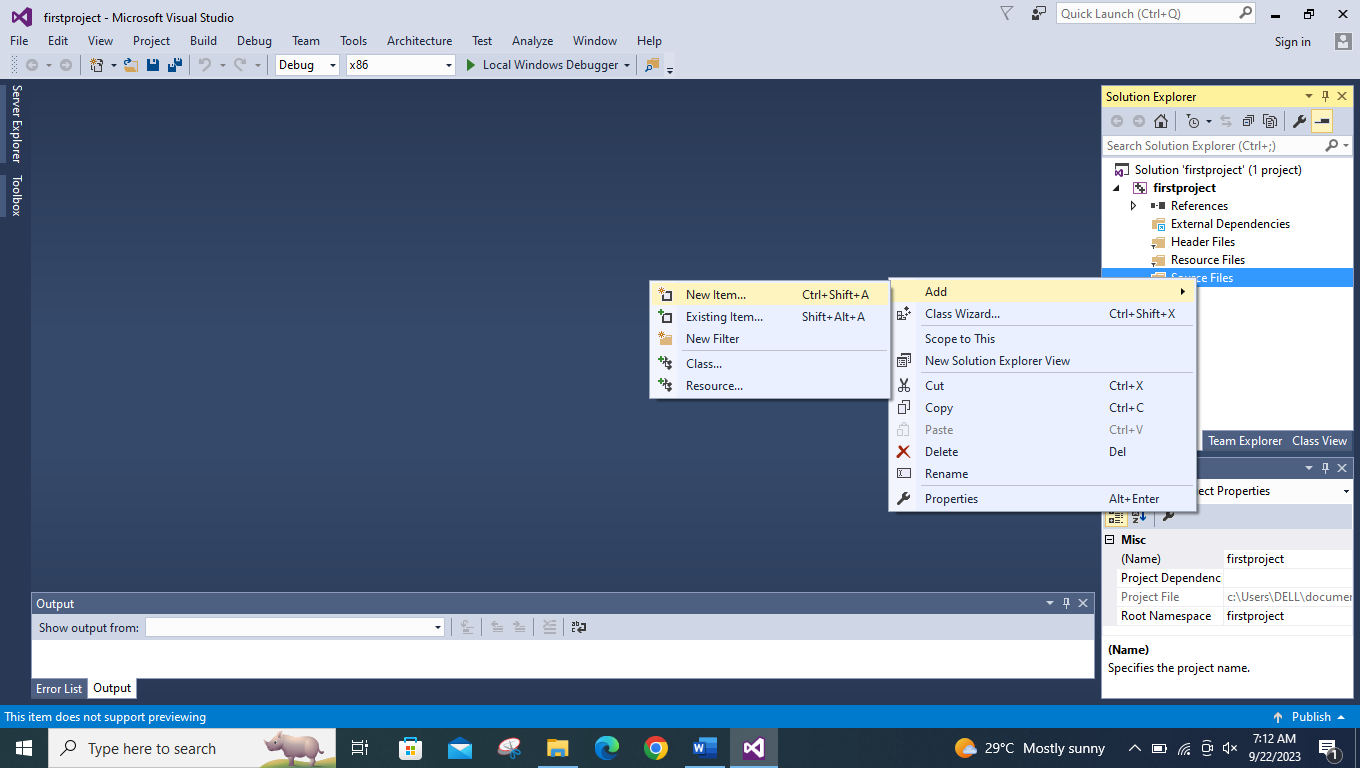 firstproject - Microsoft Visual Studio
Quick Launch (Ctrl+Q)
File Edit View Project Build Debug Team Tools Architecture Test Analyze Window Help
Sign in
Debug x86 Local Windows Debugger
Server Explorer
Toolbox
Solution Explorer
Search Solution Explorer (Ctrl+;)
Solution 'firstproject' (1 project)
firstproject
References
External Dependencies
Header Files
Resource Files
Source Files
New Item... Ctrl+Shift+A
Existing Item... Shift+Alt+A
New Filter
Class...
Resource...
Add
Class Wizard... Ctrl+Shift+X
Scope to This
New Solution Explorer View
Cut Ctrl+X
Copy Ctrl+C
Paste Ctrl+V
Delete Del
Rename
Properties Alt+Enter
Team Explorer Class View
ect Properties
Misc
(Name) firstproject
Project Dependenc
Project File c:\Users\DELL\documen
Root Namespace firstproject
(Name)
Specifies the project name.
Output
Show output from:
Error List Output
This item does not support previewing
Publish
Type here to search
29°C Mostly sunny
7:12 AM
9/22/2023
1